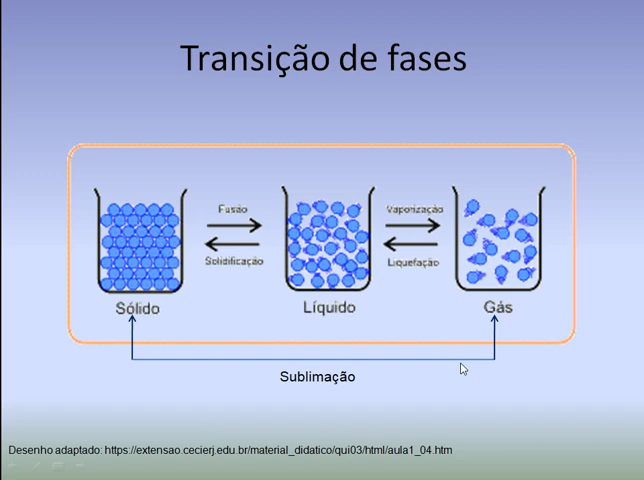 Transição de fases
Fusão
Solidificação
Vaporização
Liquefação
Sólido
Líquido
Gás
Sublimação
Desenho adaptado: https://extensao.cecierj.edu.br/material_didatico/qui03/html/aula1_04.htm